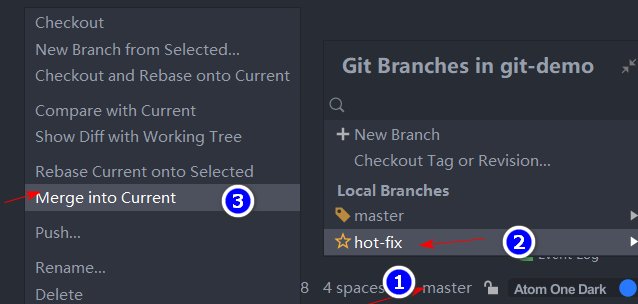 Checkout
New Branch from Selected...
Checkout and Rebase onto Current
Compare with Current
Show Diff with Working Tree
Rebase Current onto Selected
Merge into Current
3
Push...
Rename...
Delete
Git Branches in git-demo
New Branch
Checkout Tag or Revision...
Local Branches
master
hot-fix
2
Event Log
1
8 4 spaces master Atom One Dark